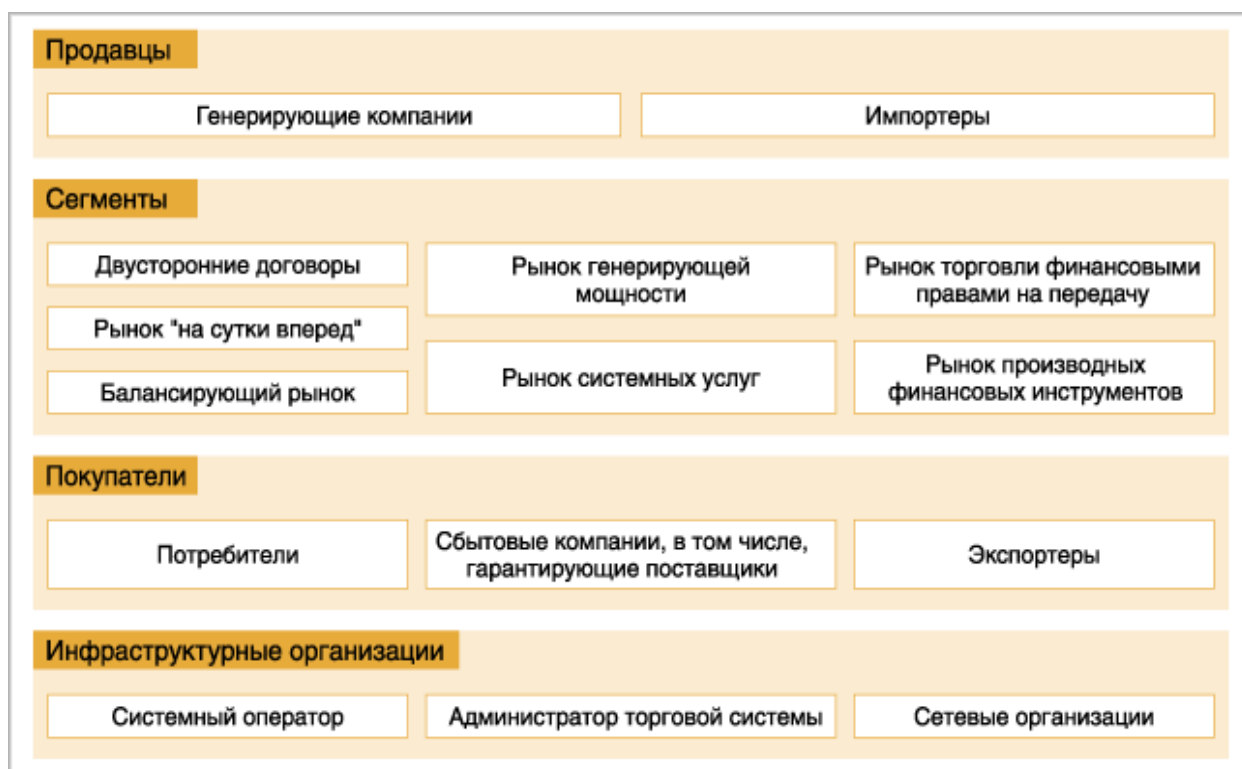 Продавцы
Генерирующие компании
Импортеры
Сегменты
Двусторонние договоры
Рынок "на сутки вперед"
Балансирующий рынок
Рынок генерирующей
мощности
Рынок системных услуг
Рынок торговли финансовыми
правами на передачу
Рынок производных
финансовых инструментов
Покупатели
Потребители
Сбытовые компании, в том числе,
гарантирующие поставщики
Экспортеры
Инфраструктурные организации
Системный оператор
Администратор торговой системы
Сетевые организации